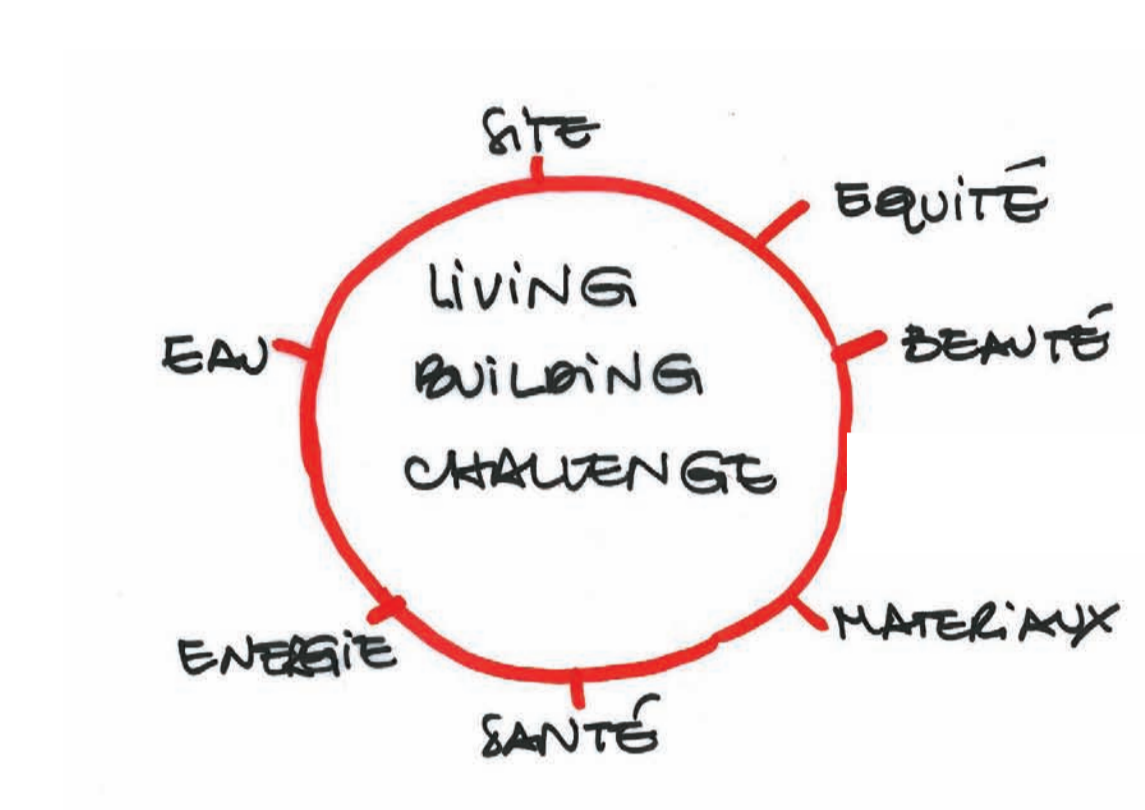 SITE
EQUITÉ
LIVING
BUILDING
CHALLENGE
EAU
BEAUTÉ
ENERGIE
MATERIAUX
SANTÉ